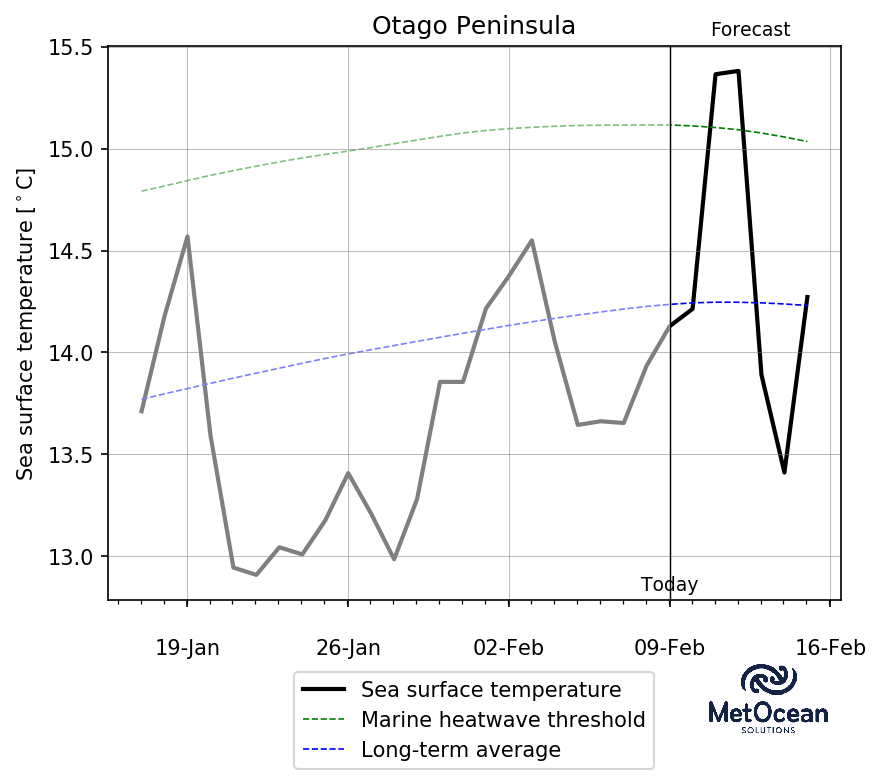 Otago Peninsula
Forecast
Sea surface temperature [°C]
15.5
15.0
14.5
14.0
13.5
13.0
Today
19-Jan
26-Jan
02-Feb
09-Feb
16-Feb
Sea surface temperature
Marine heatwave threshold
Long-term average
MetOcean
SOLUTIONS